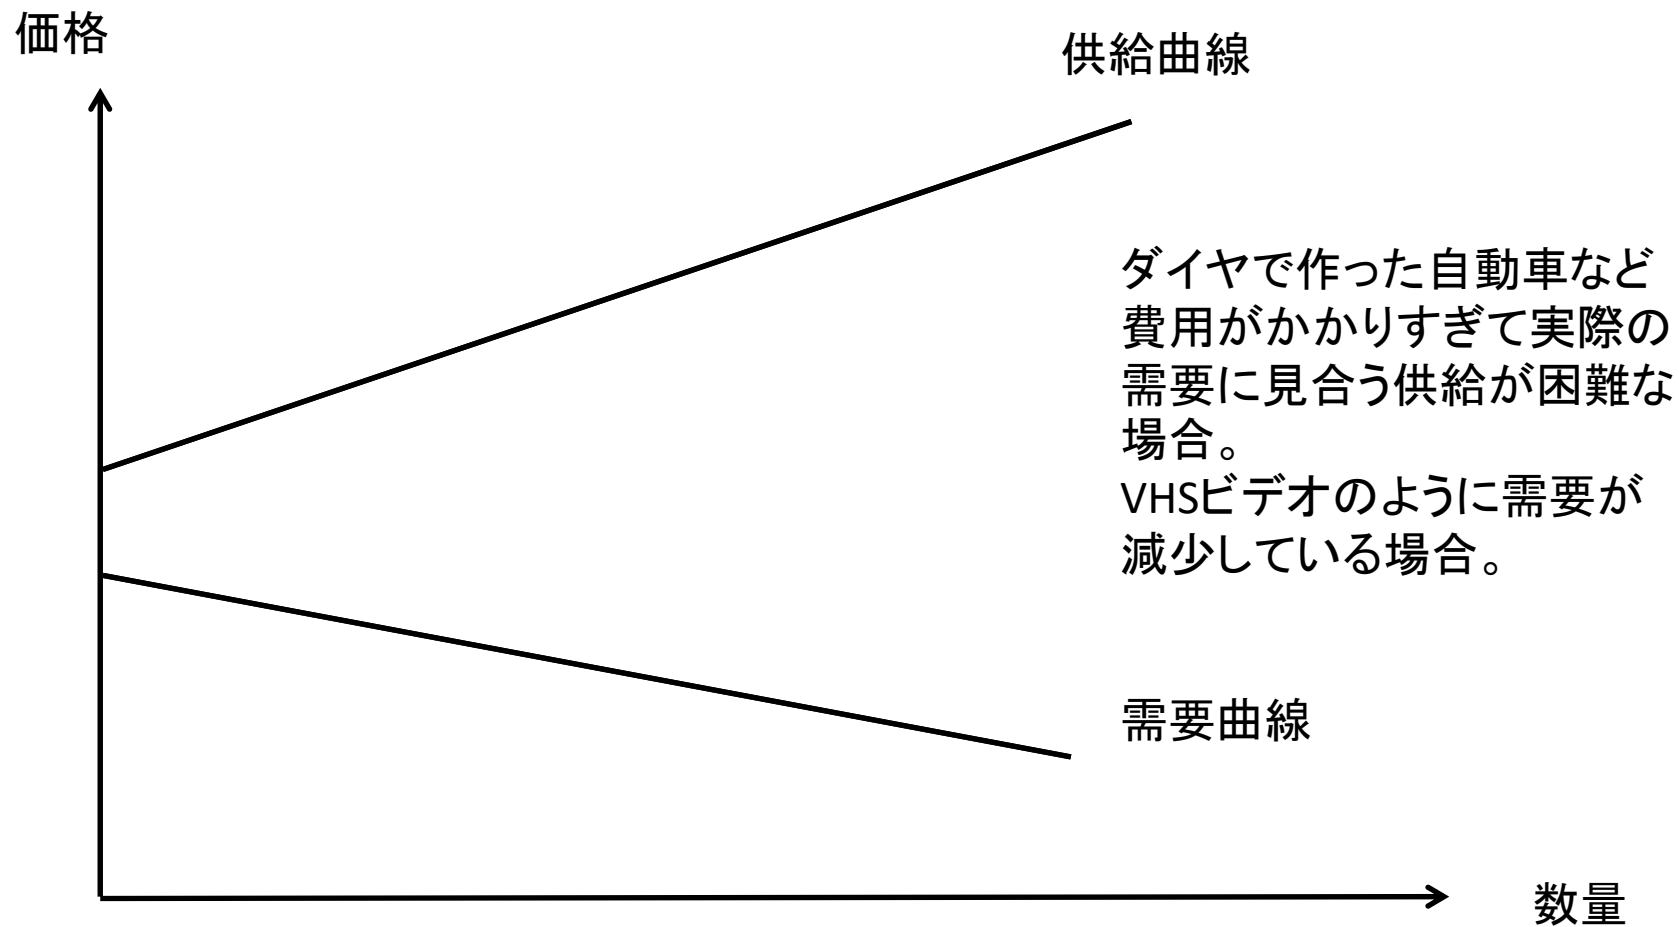 価格
供給曲線
ダイヤで作った自動車など
費用がかかりすぎて実際の
需要に見合う供給が困難な
場合。
VHSビデオのように需要が
減少している場合。
需要曲線
数量